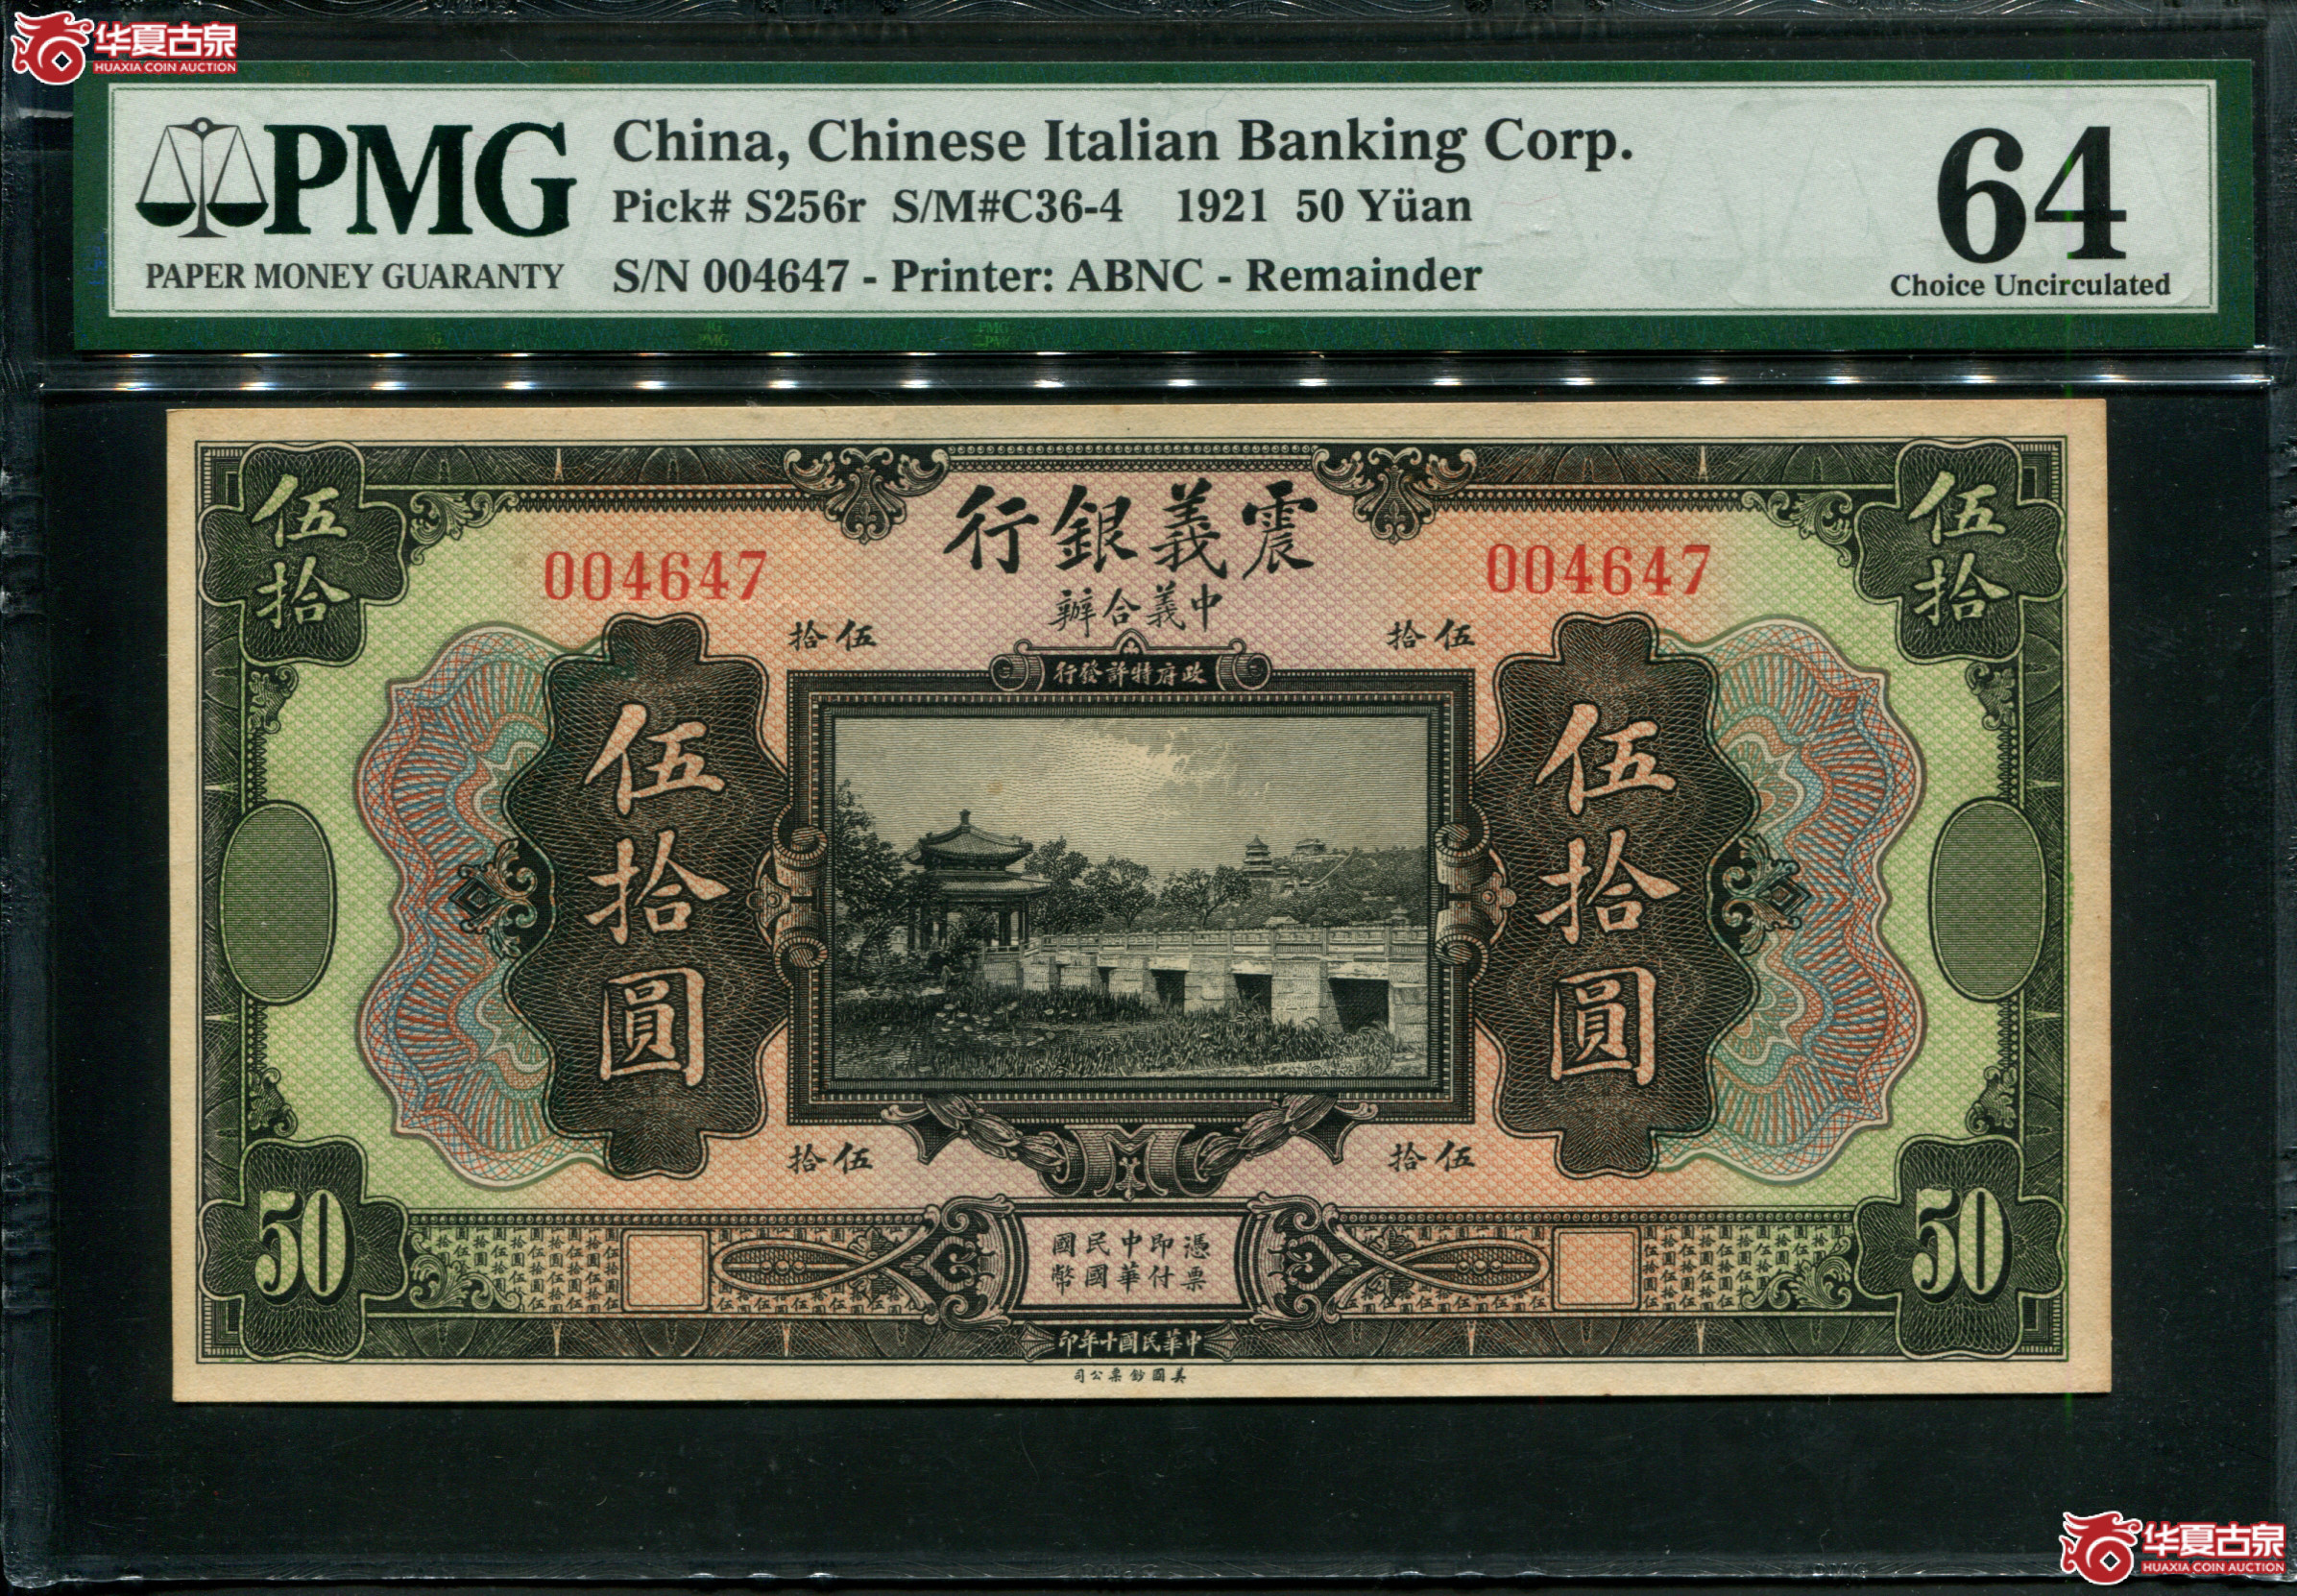 华夏古泉
HUAXIA COIN AUCTION
PMG
PAPER MONEY GUARANTY
China, Chinese Italian Banking Corp.
Pick# S256r S/M#C36-4 1921 50 Yüan
S/N 004647 - Printer: ABNC - Remainder
64
Choice Uncirculated
伍拾
伍拾
行銀義震
004647
004647
辦合義中
拾伍
拾伍
行發許特府政
伍拾圓
伍拾圓
拾伍
拾伍
50
50
國民中即憑
幣國華付票
印年十國民華中
司公票鈔國美
华夏古泉
HUAXIA COIN AUCTION